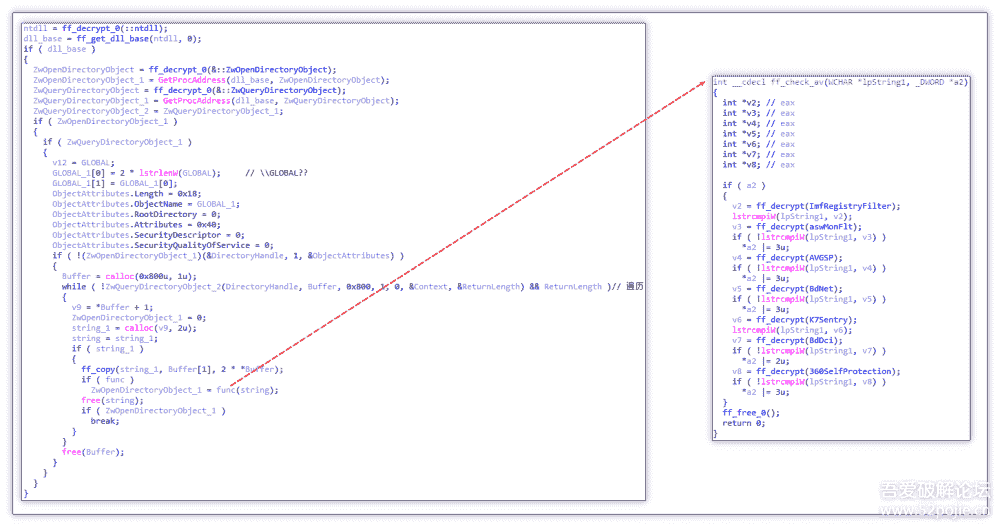 ntdll = ff_decrypt_0(::ntdll);
dll_base = ff_get_dll_base(ntdll, 0);
if ( dll_base )
{
ZwOpenDirectoryObject = ff_decrypt_0(&::ZwOpenDirectoryObject);
ZwOpenDirectoryObject_1 = GetProcAddress(dll_base, ZwOpenDirectoryObject);
ZwQueryDirectoryObject = ff_decrypt_0(&::ZwQueryDirectoryObject);
ZwQueryDirectoryObject_1 = GetProcAddress(dll_base, ZwQueryDirectoryObject);
ZwQueryDirectoryObject_2 = ZwQueryDirectoryObject_1;
if ( ZwOpenDirectoryObject_1 )
{
if ( ZwQueryDirectoryObject_1 )
{
v12 = GLOBAL;
GLOBAL_1[0] = 2 * lstrlenW(GLOBAL); // \\GLOBAL??
GLOBAL_1[1] = GLOBAL_1[0];
ObjectAttributes.Length = 0x18;
ObjectAttributes.ObjectName = GLOBAL_1;
ObjectAttributes.RootDirectory = 0;
ObjectAttributes.Attributes = 0x40;
ObjectAttributes.SecurityDescriptor = 0;
ObjectAttributes.SecurityQualityOfService = 0;
if ( !(ZwOpenDirectoryObject_1)(&DirectoryHandle, 1, &ObjectAttributes) )
{
Buffer = calloc(0x800u, 1u);
while ( !ZwQueryDirectoryObject_2(DirectoryHandle, Buffer, 0x800, 1, 0, &Context, &ReturnLength) && ReturnLength )// 遍历
{
v9 = *Buffer + 1;
ZwOpenDirectoryObject_1 = 0;
string_1 = calloc(v9, 2u);
string = string_1;
if ( string_1 )
{
ff_copy(string_1, Buffer[1], 2 * *Buffer);
if ( func )
ZwOpenDirectoryObject_1 = func(string);
free(string);
if ( ZwOpenDirectoryObject_1 )
break;
}
}
free(Buffer);
}
}
}
}
int __cdecl ff_check_av(WCHAR *lpString1, _DWORD *a2)
{
int *v2; // eax
int *v3; // eax
int *v4; // eax
int *v5; // eax
int *v6; // eax
int *v7; // eax
int *v8; // eax
if ( a2 )
{
v2 = ff_decrypt(ImfRegistryFilter);
lstrcmpiW(lpString1, v2);
v3 = ff_decrypt(aswMonFlt);
if ( !lstrcmpiW(lpString1, v3) )
*a2 |= 3u;
v4 = ff_decrypt(AVGSP);
if ( !lstrcmpiW(lpString1, v4) )
*a2 |= 3u;
v5 = ff_decrypt(BdNet);
if ( !lstrcmpiW(lpString1, v5) )
*a2 |= 3u;
v6 = ff_decrypt(K7Sentry);
lstrcmpiW(lpString1, v6);
v7 = ff_decrypt(BdDci);
if ( !lstrcmpiW(lpString1, v7) )
*a2 |= 2u;
v8 = ff_decrypt(360SelfProtection);
if ( !lstrcmpiW(lpString1, v8) )
*a2 |= 3u;
}
ff_free_0();
return 0;
}
吾爱破解论坛
www.52pojie.cn